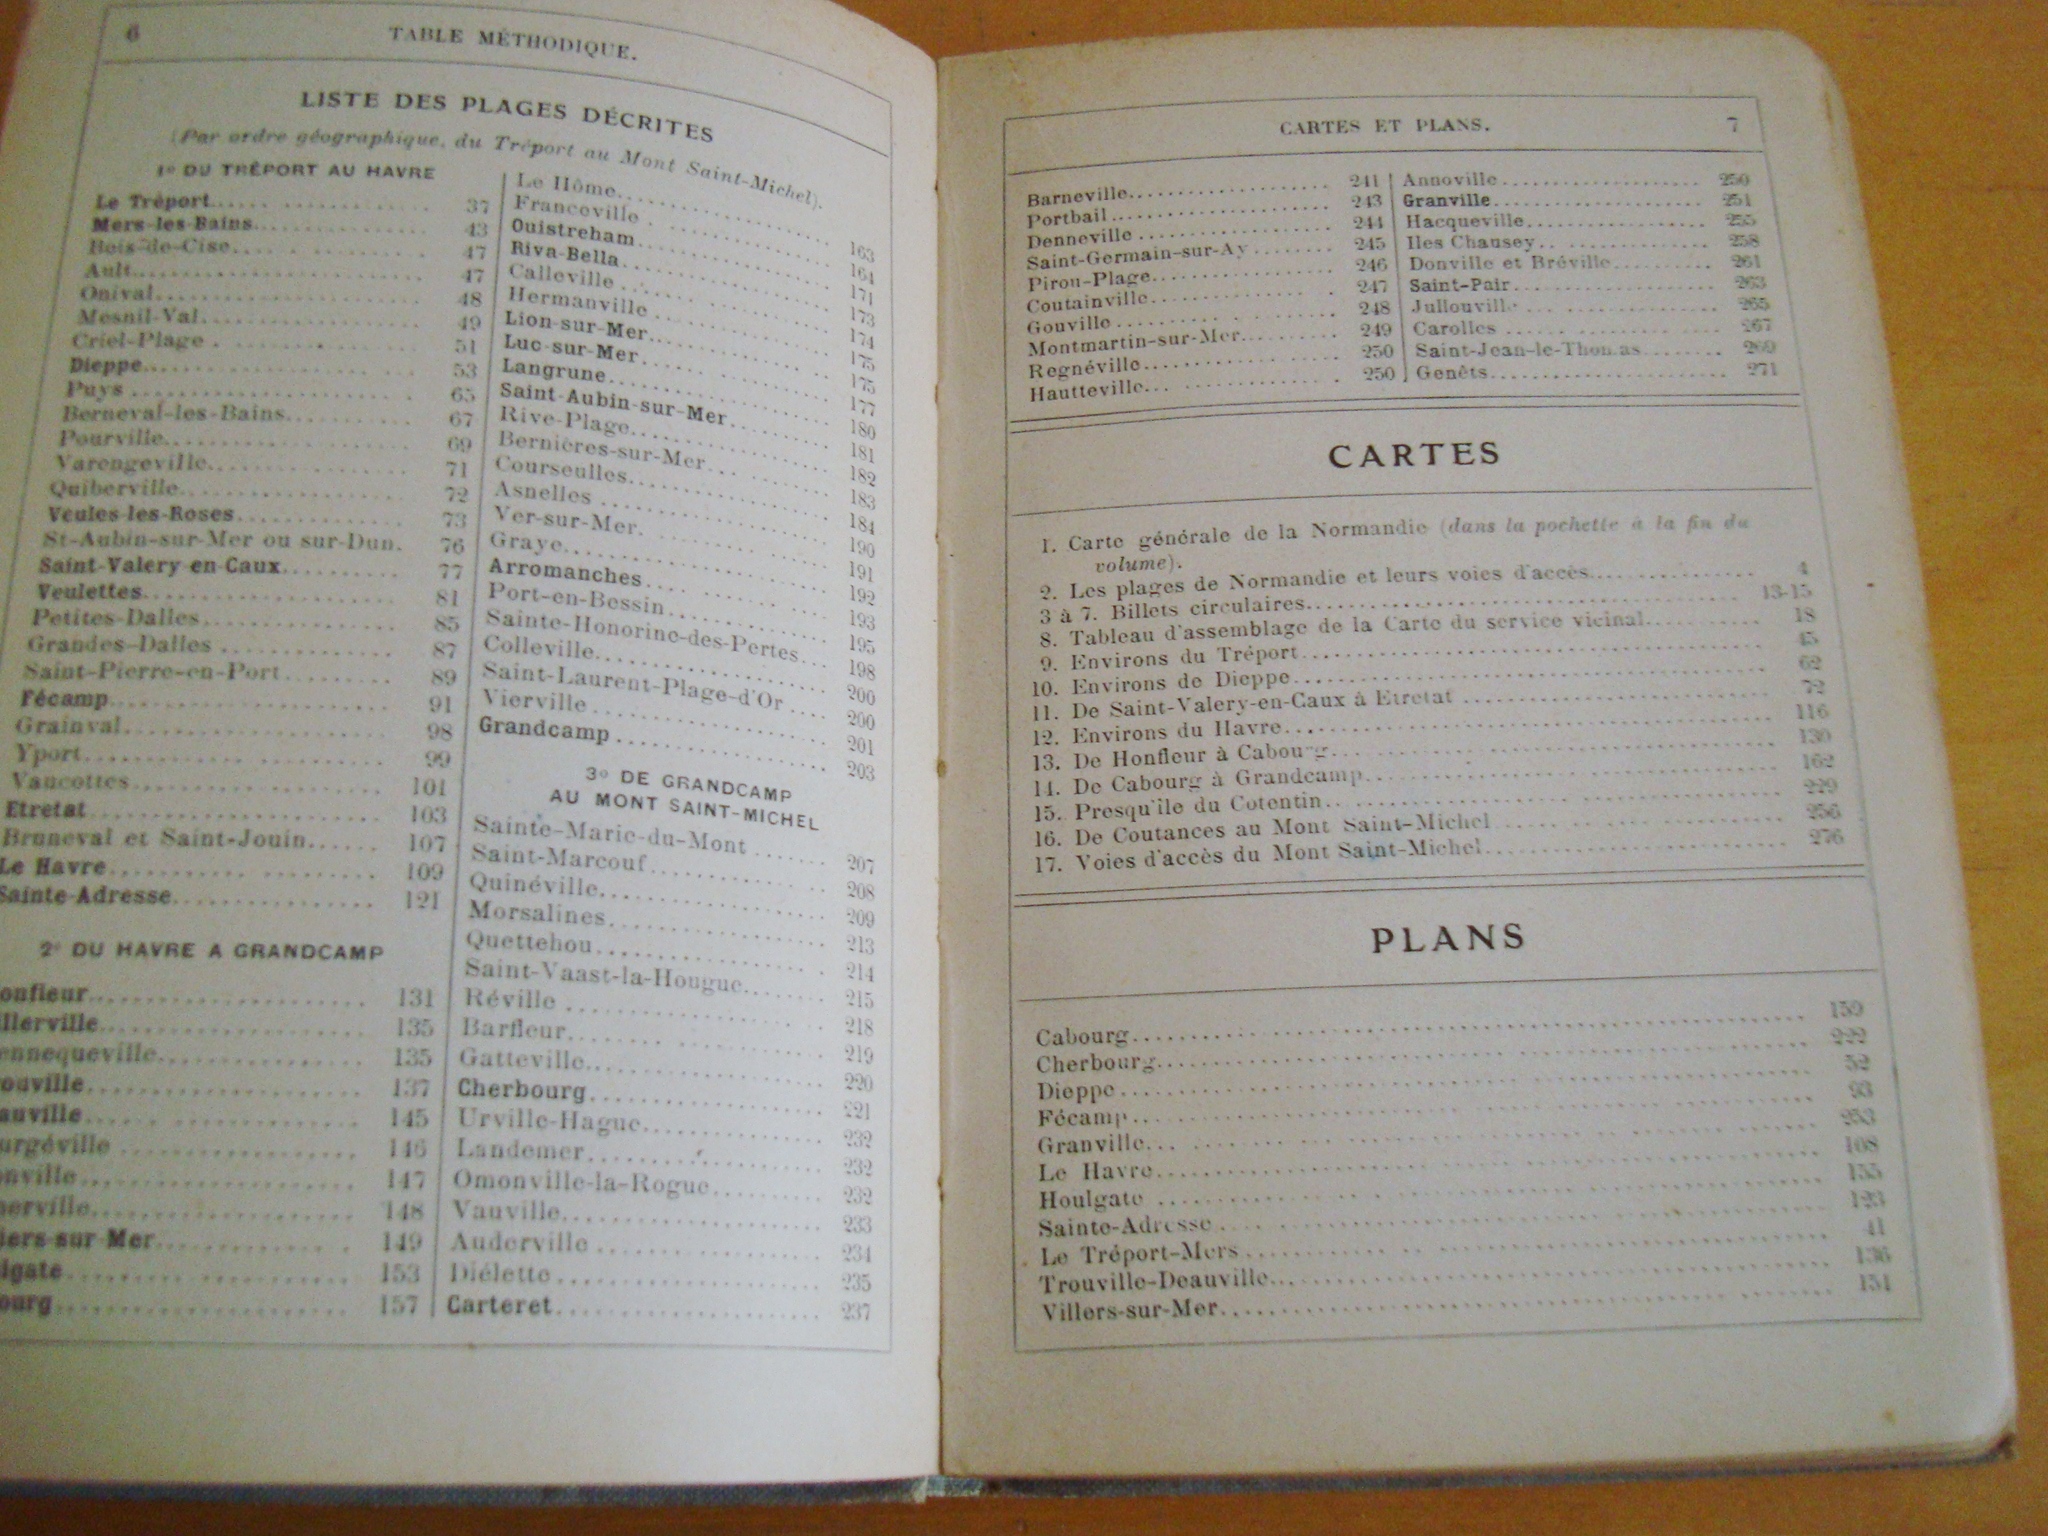 6
TABLE MÉTHODIQUE.
LISTE DES PLAGES DÉCRITES
(Par ordre géographique, du Tréport au Mont Saint-Michel).
1º DU TRÉPORT AU HAVRE
Le Tréport 37
Mers-les-Bains 43
Bois-de-Cise 47
Ault 47
Onival 48
Mesnil-Val 49
Criel-Plage 51
Dieppe 53
Puys 65
Berneval-les-Bains 67
Pourville 69
Varengeville 71
Quiberville 72
Veules-les-Roses 73
St-Aubin-sur-Mer ou sur-Dun. 76
Saint-Valery en Caux 77
Veulettes 81
Petites-Dalles 85
Grandes-Dalles 87
Saint-Pierre-en-Port 89
Fécamp 91
Grainval 98
Yport 99
Vaucottes 101
Etretat 103
Bruneval et Saint-Jouin 107
Le Havre 109
Sainte-Adresse 121
2º DU HAVRE A GRANDCAMP
onfleur 131
llerville 135
ennequeville 135
ouville 137
auville 145
urgéville 146
nville 147
erville 148
lers-sur Mer 149
lgate 153
ourg 157
Le Hôme 163
Franceville 164
Ouistreham 171
Riva-Bella 173
Colleville 174
Hermanville 175
Lion-sur-Mer 175
Luc-sur-Mer 177
Langrune 180
Saint-Aubin-sur-Mer 181
Rive-Plage 182
Bernières-sur-Mer 183
Courseulles 184
Asnelles 190
Ver-sur-Mer 191
Graye 192
Arromanches 193
Port-en-Bessin 195
Sainte-Honorine-des-Pertes 198
Colleville 200
Saint-Laurent-Plage-d'Or 200
Vierville 201
Grandcamp 203
3º DE GRANDCAMP
AU MONT SAINT-MICHEL
Sainte-Marie-du-Mont 207
Saint-Marcouf 208
Quinéville 209
Morsalines 213
Quettehou 214
Saint-Vaast-la-Hougue 215
Réville 218
Barfleur 219
Gatteville 220
Cherbourg 221
Urville-Hague 232
Landemer 232
Omonville-la-Rogue 232
Vauville 233
Auderville 234
Diélette 235
Carteret 237
CARTES ET PLANS.
7
Barneville 241
Portbail 243
Denneville 244
Saint-Germain-sur-Ay 245
Pirou-Plage 246
Coutainville 247
Gouville 248
Montmartin-sur-Mer 249
Regnéville 250
Hautteville 250
Annoville 250
Granville 251
Hacqueville 255
Iles Chausey 258
Donville et Bréville 261
Saint-Pair 263
Jullouville 265
Carolles 267
Saint-Jean-le-Thomas 269
Genêts 271
CARTES
1. Carte générale de la Normandie (dans la pochette à la fin du
volume).
2. Les plages de Normandie et leurs voies d'accès 4
3 à 7. Billets circulaires 13-15
8. Tableau d'assemblage de la Carte du service vicinal 18
9. Environs du Tréport 45
10. Environs de Dieppe 62
11. De Saint-Valery-en-Caux à Etretat 72
12. Environs du Havre 116
13. De Honfleur à Cabourg 130
14. De Cabourg à Grandcamp 162
15. Presqu'île du Cotentin 229
16. De Coutances au Mont Saint-Michel 256
17. Voies d'accès du Mont Saint-Michel 276
PLANS
Cabourg 159
Cherbourg 222
Dieppe 52
Fécamp 93
Granville 253
Le Havre 108
Houlgate 155
Sainte-Adresse 123
Le Tréport-Mers 41
Trouville-Deauville 136
Villers-sur-Mer 151